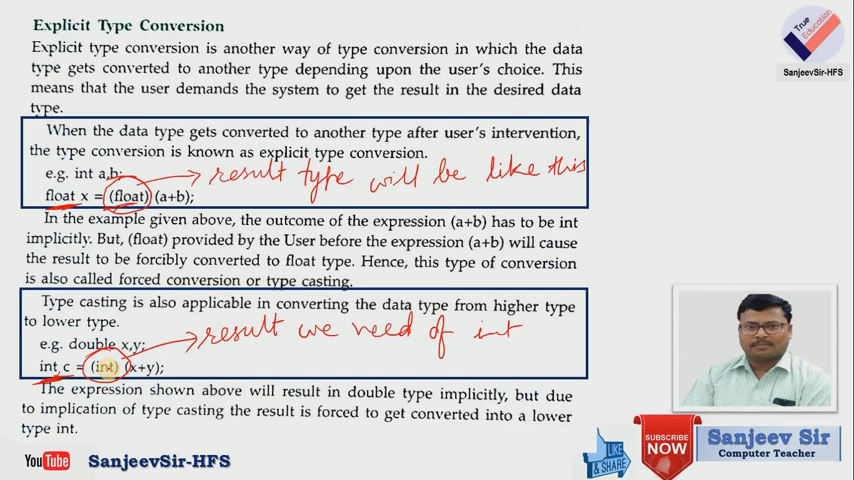 Explicit Type Conversion
Explicit type conversion is another way of type conversion in which the data
type gets converted to another type depending upon the user's choice. This
means that the user demands the system to get the result in the desired data
type.
When the data type gets converted to another type after user's intervention,
the type conversion is known as explicit type conversion.
e.g. int a,b;
result type will be like this
float x = (float) (a+b);
In the example given above, the outcome of the expression (a+b) has to be int
implicitly. But, (float) provided by the User before the expression (a+b) will cause
the result to be forcibly converted to float type. Hence, this type of conversion
is also called forced conversion or type casting.
Type casting is also applicable in converting the data type from higher type
to lower type.
result we need of int
e.g. double x,y;
int, c = (int) (x+y);
The expression shown above will result in double type implicitly, but due
to implication of type casting the result is forced to get converted into a lower
type int.
True
Education
SanjeevSir-HFS
LIKE
& SHARE
SUBSCRIBE
NOW
Sanjeev Sir
Computer Teacher
YouTube SanjeevSir-HFS